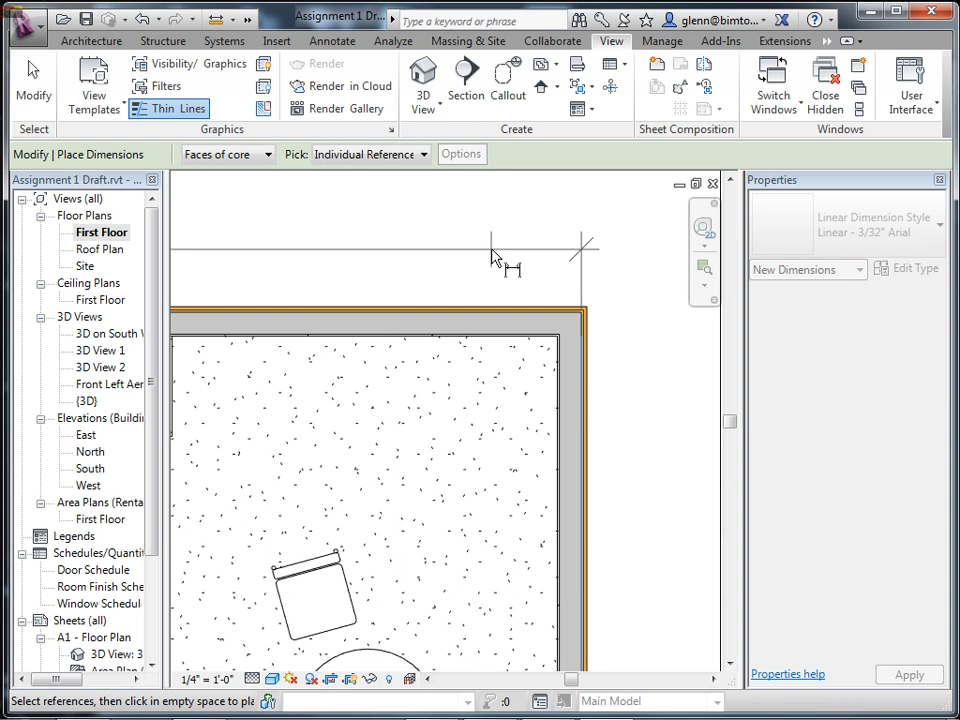 Assignment 1 Dr...
Type a keyword or phrase
glenn@bimto...
Architecture Structure Systems Insert Annotate Analyze Massing & Site Collaborate View Manage Add-Ins Extensions
Modify
View Templates
Visibility/ Graphics
Filters
Thin Lines
Render
Render in Cloud
Render Gallery
3D View
Section
Callout
Switch Windows
Close Hidden
User Interface
Select Graphics Create Sheet Composition Windows
Modify | Place Dimensions Faces of core Pick: Individual Reference Options
Assignment 1 Draft.rvt - ...
Views (all)
Floor Plans
First Floor
Roof Plan
Site
Ceiling Plans
First Floor
3D Views
3D on South
3D View 1
3D View 2
Front Left Aer
{3D}
Elevations (Buildi
East
North
South
West
Area Plans (Renta
First Floor
Legends
Schedules/Quanti
Door Schedule
Room Finish Sche
Window Schedul
Sheets (all)
A1 - Floor Plan
3D View: 3
Area Plan (
2D
Properties
Linear Dimension Style
Linear - 3/32" Arial
New Dimensions Edit Type
Properties help Apply
1/4" = 1'-0"
Select references, then click in empty space to pla :0 Main Model